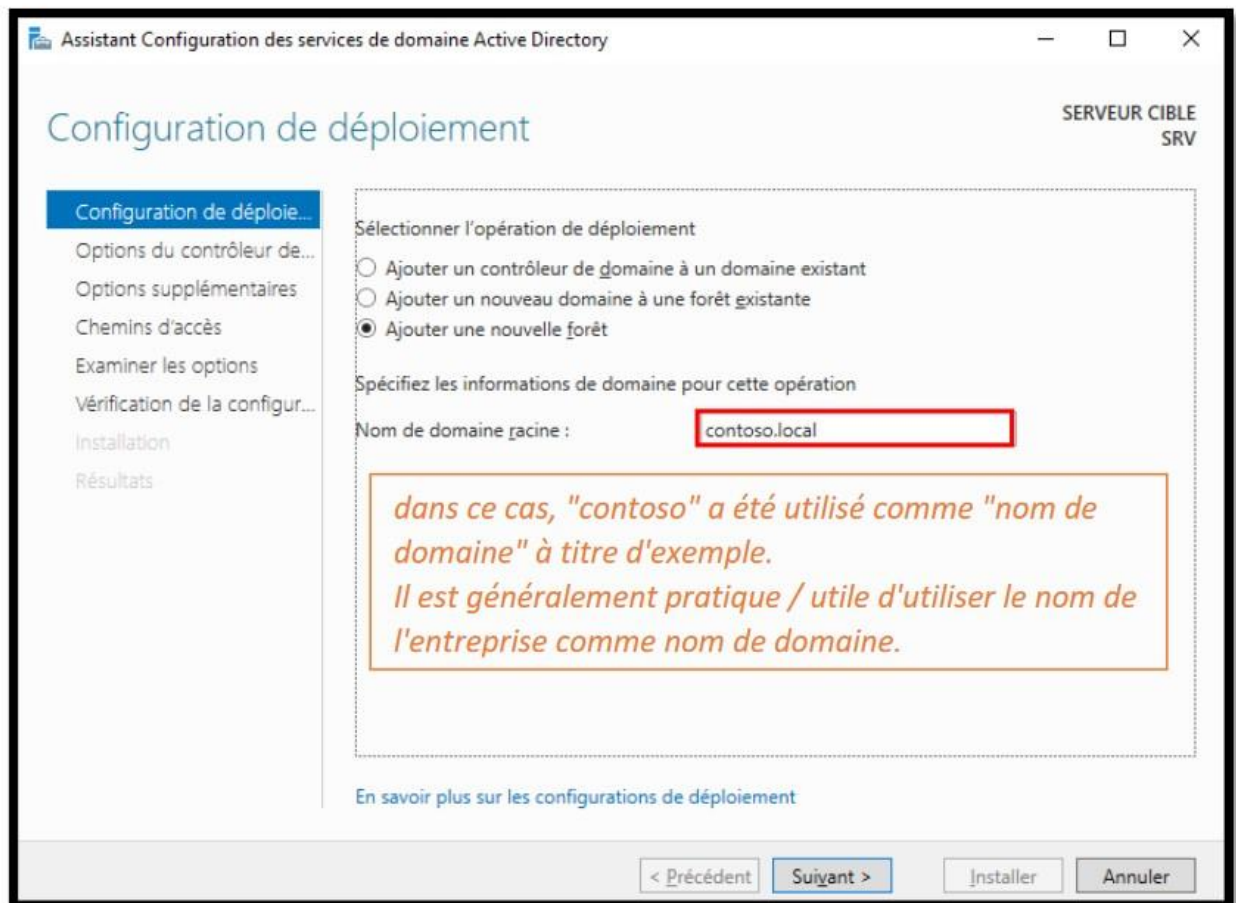 Assistant Configuration des services de domaine Active Directory
Configuration de déploiement
SERVEUR CIBLE
SRV
Configuration de déploie...
Options du contrôleur de...
Options supplémentaires
Chemins d'accès
Examiner les options
Vérification de la configur...
Installation
Résultats
Sélectionner l'opération de déploiement
Ajouter un contrôleur de domaine à un domaine existant
Ajouter un nouveau domaine à une forêt existante
Ajouter une nouvelle forêt
Spécifiez les informations de domaine pour cette opération
Nom de domaine racine : contoso.local
dans ce cas, "contoso" a été utilisé comme "nom de
domaine" à titre d'exemple.
Il est généralement pratique / utile d'utiliser le nom de
l'entreprise comme nom de domaine.
En savoir plus sur les configurations de déploiement
< Précédent Suivant > Installer Annuler